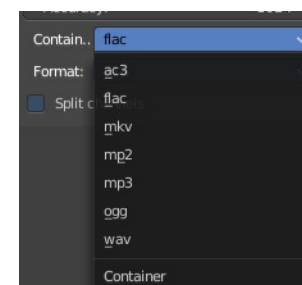 Contain.. flac
Format: ac3
Split c
flac
mkv
mp2
mp3
ogg
wav
Container